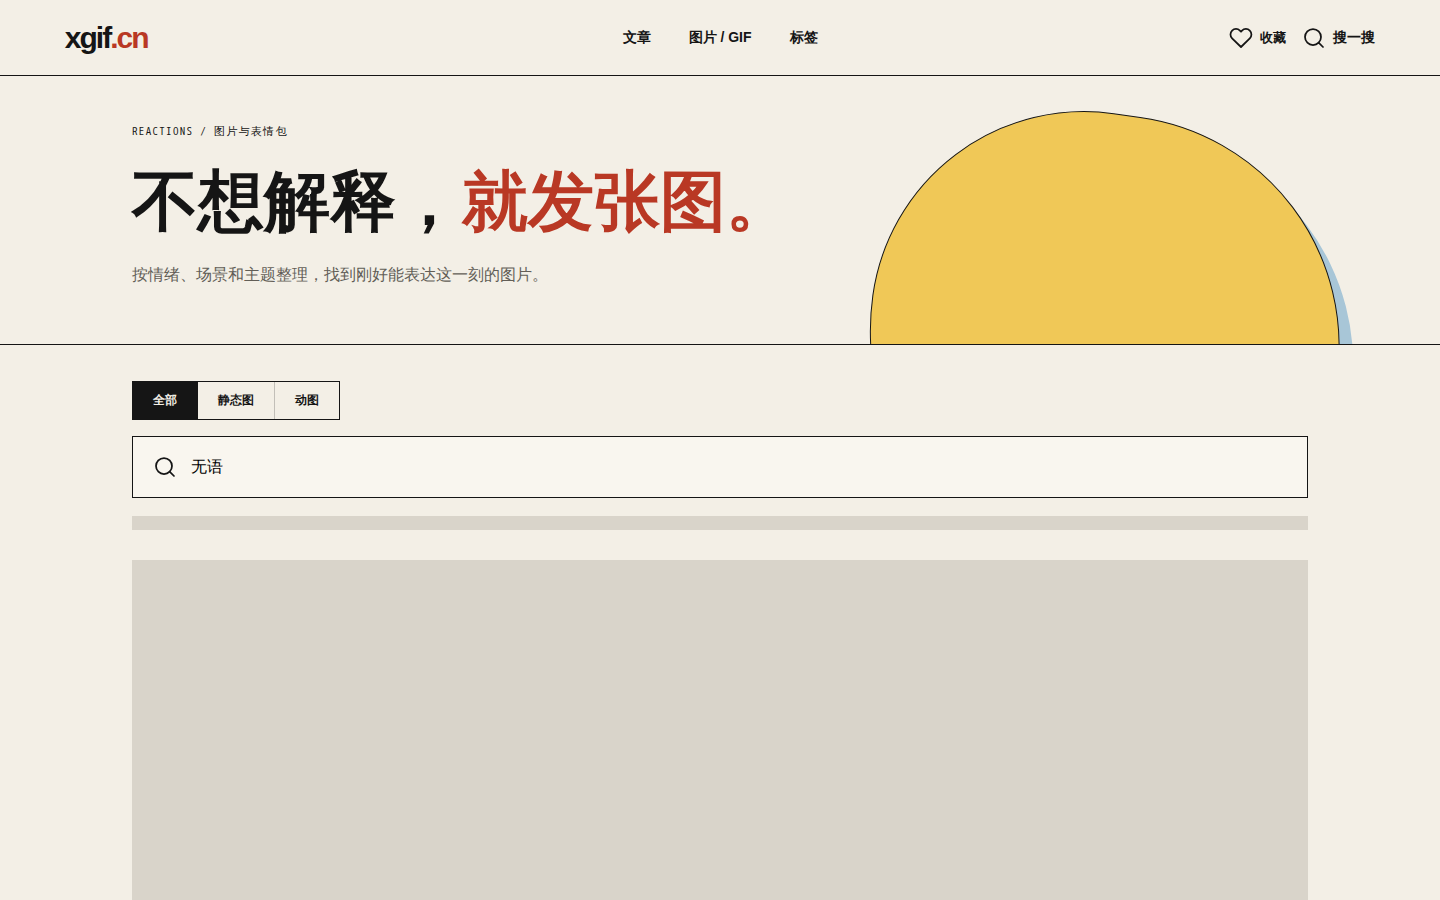 xgif.cn
文章
图片 / GIF
标签
收藏
搜一搜
REACTIONS / 图片与表情包
不想解释，就发张图。
按情绪、场景和主题整理，找到刚好能表达这一刻的图片。
全部
静态图
动图
无语